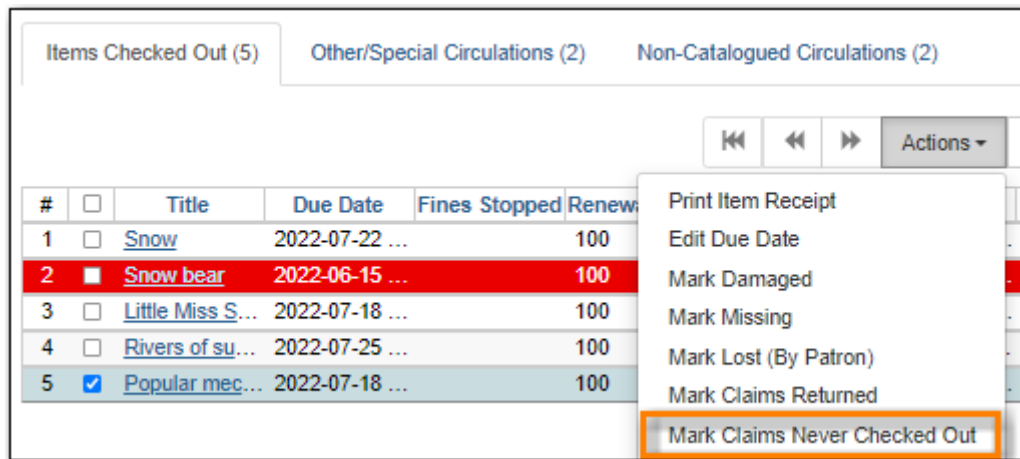 Items Checked Out (5) Other/Special Circulations (2) Non-Catalogued Circulations (2)
Actions
# Title Due Date Fines Stopped Renewa
1 Snow 2022-07-22 ... 100
2 Snow bear 2022-06-15 ... 100
3 Little Miss S... 2022-07-18 ... 100
4 Rivers of su... 2022-07-25 ... 100
5 Popular mec... 2022-07-18 ... 100
Print Item Receipt
Edit Due Date
Mark Damaged
Mark Missing
Mark Lost (By Patron)
Mark Claims Returned
Mark Claims Never Checked Out